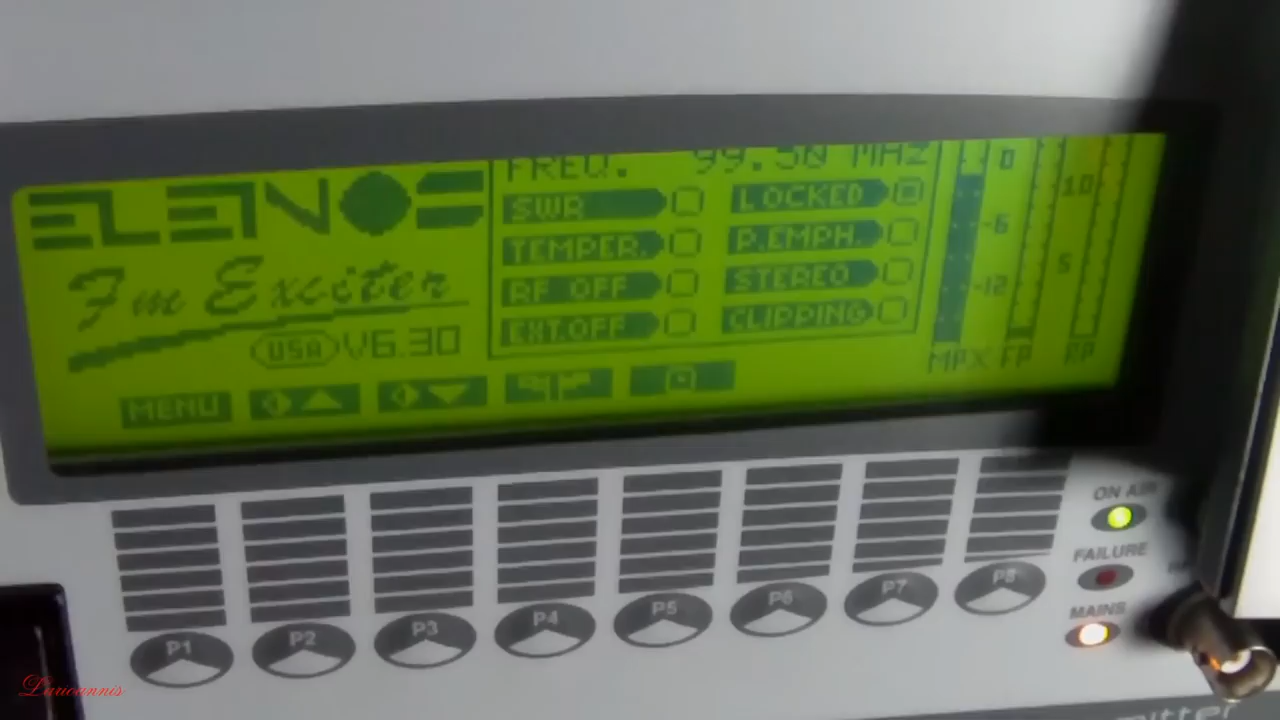 ELENOS
Fm Exciter
USA V6.30
FREQ. 99.50 MHZ
SWR LOCKED
TEMPER. P.EMPH.
RF OFF STEREO
EXT.OFF CLIPPING
0
-6
-12
10
5
MPX FP RP
MENU
ON AIR
FAILURE
MAINS
P1 P2 P3 P4 P5 P6 P7 P8